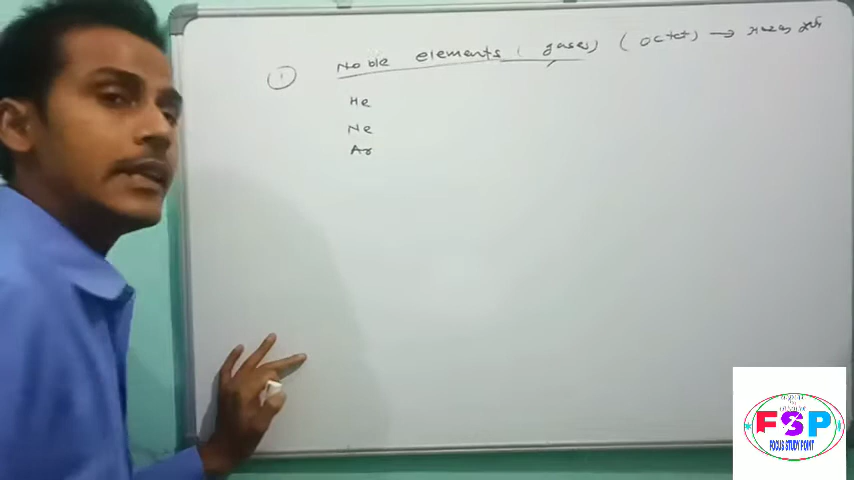 ① Noble elements (gases) (octet) →
He
Ne
Ar
FSP
FOCUS STUDY POINT